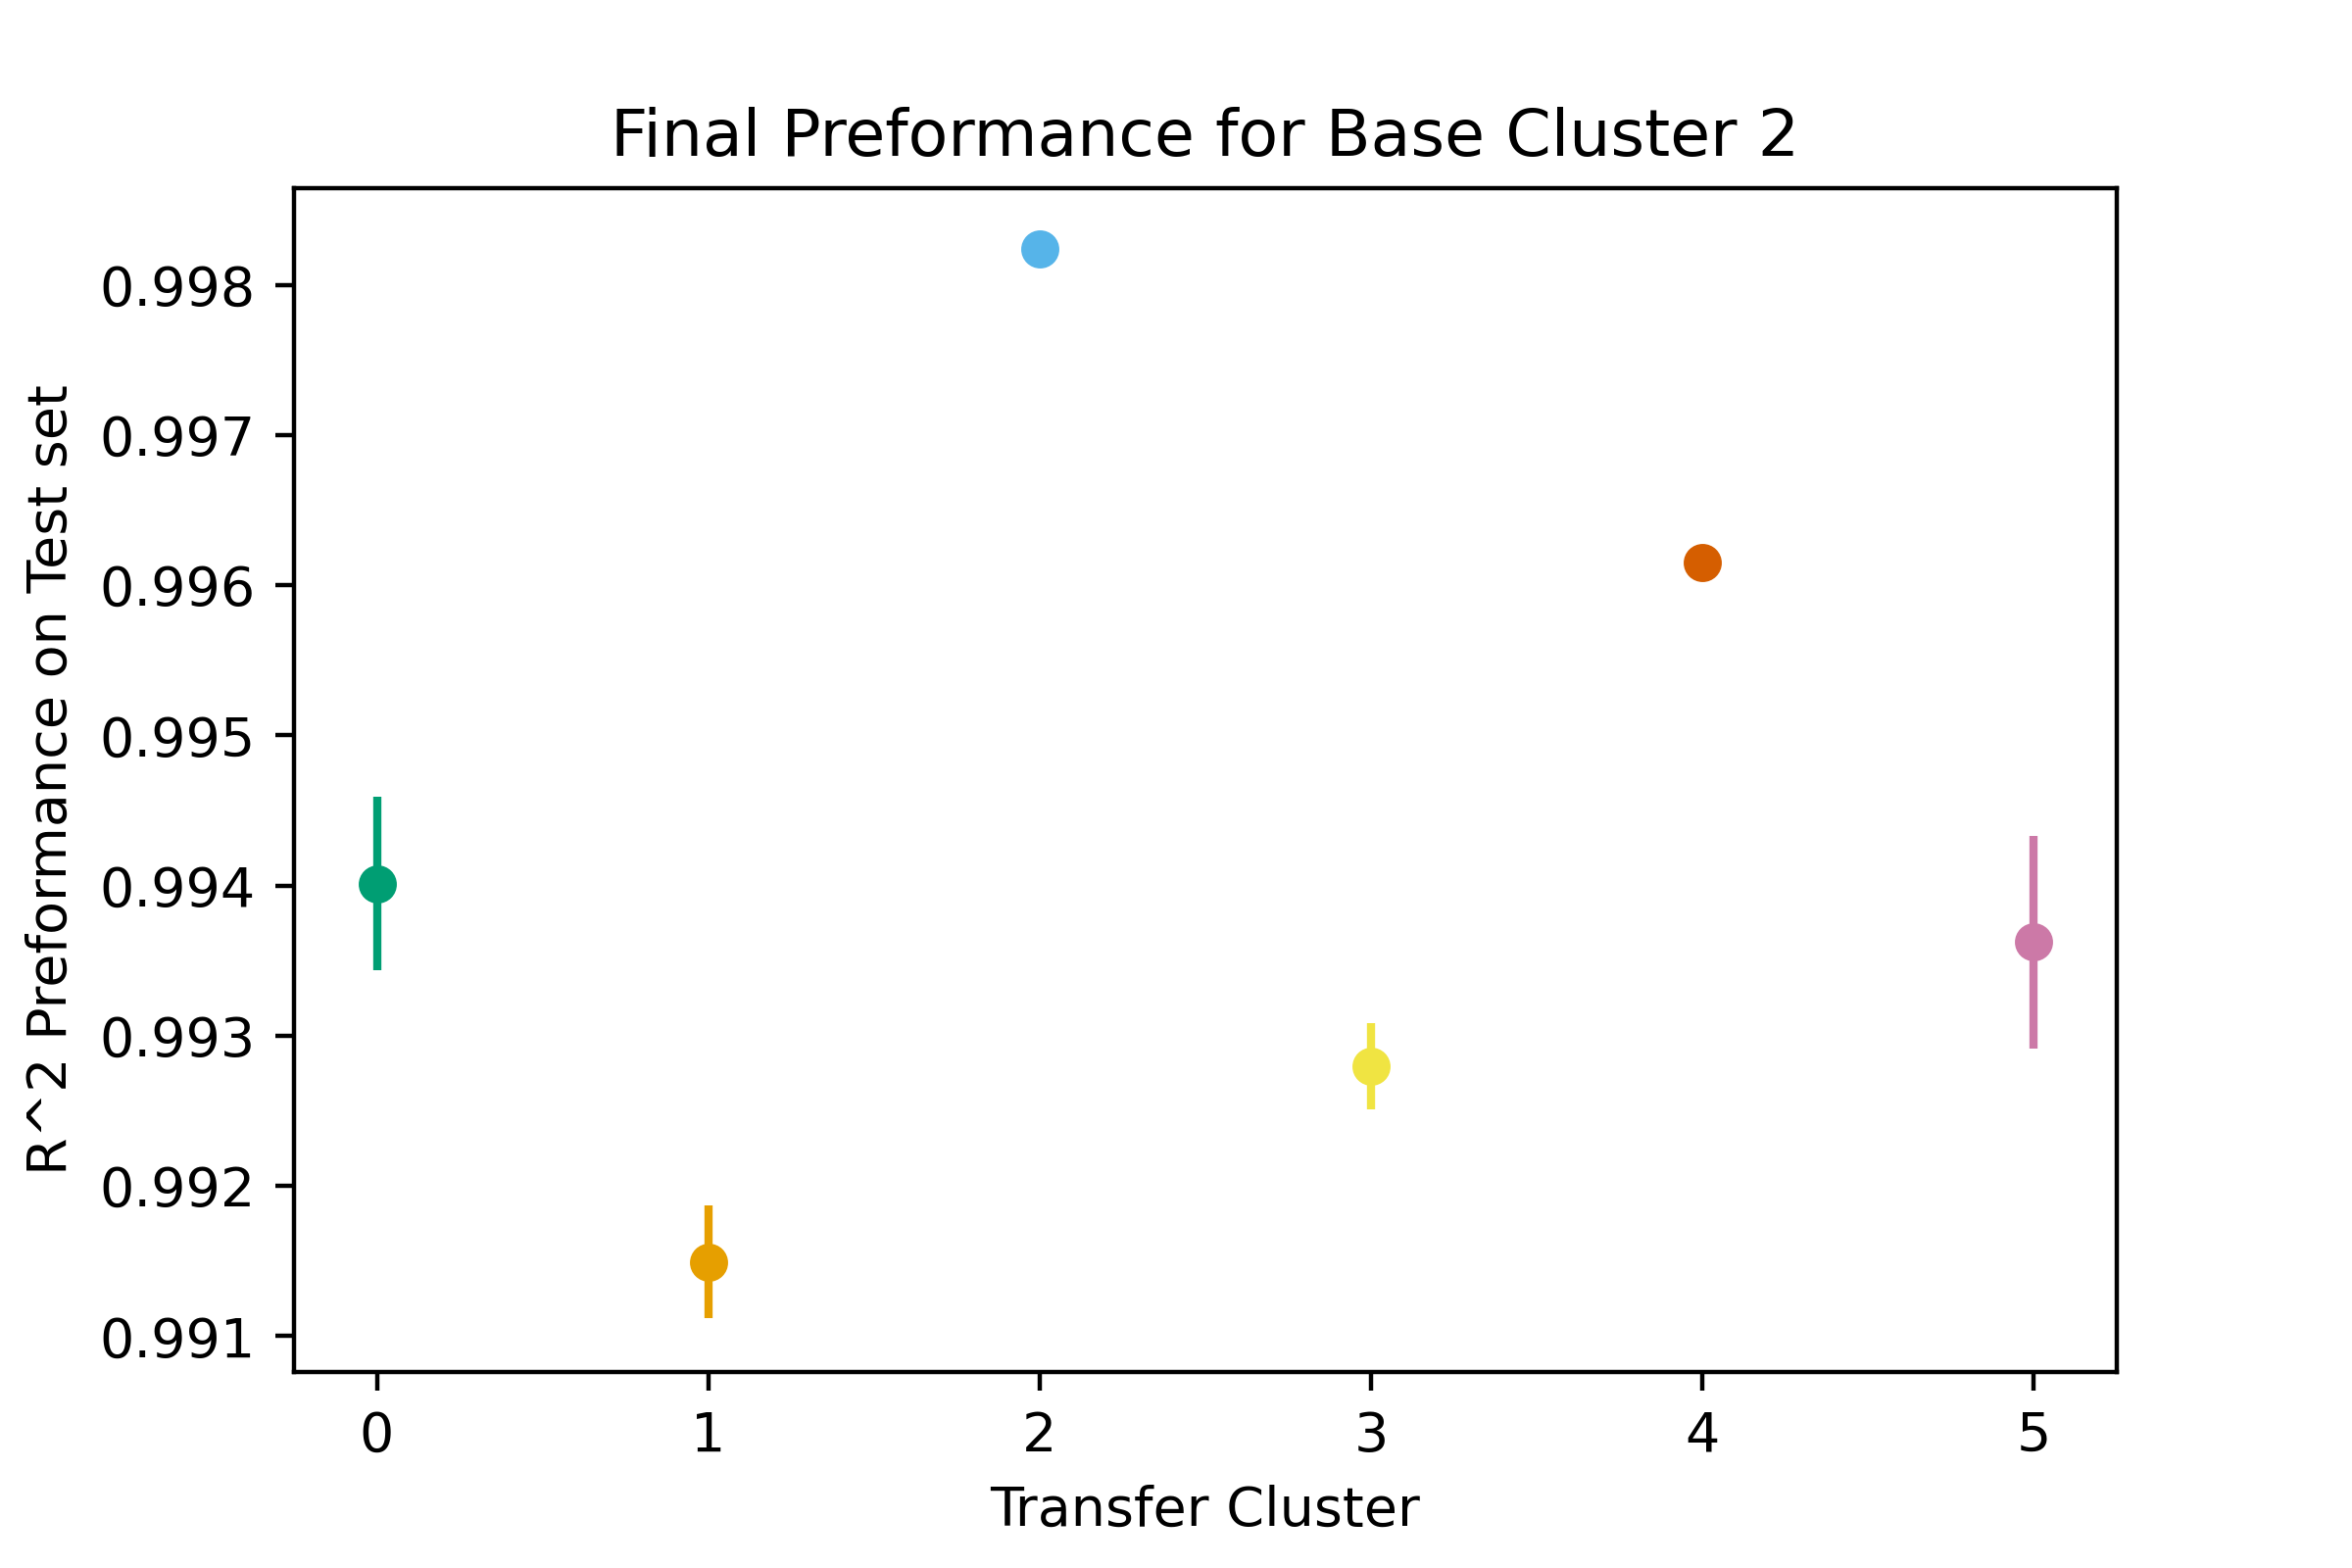 Final Preformance for Base Cluster 2
R^2 Preformance on Test set
0.998
0.997
0.996
0.995
0.994
0.993
0.992
0.991
0 1 2 3 4 5
Transfer Cluster